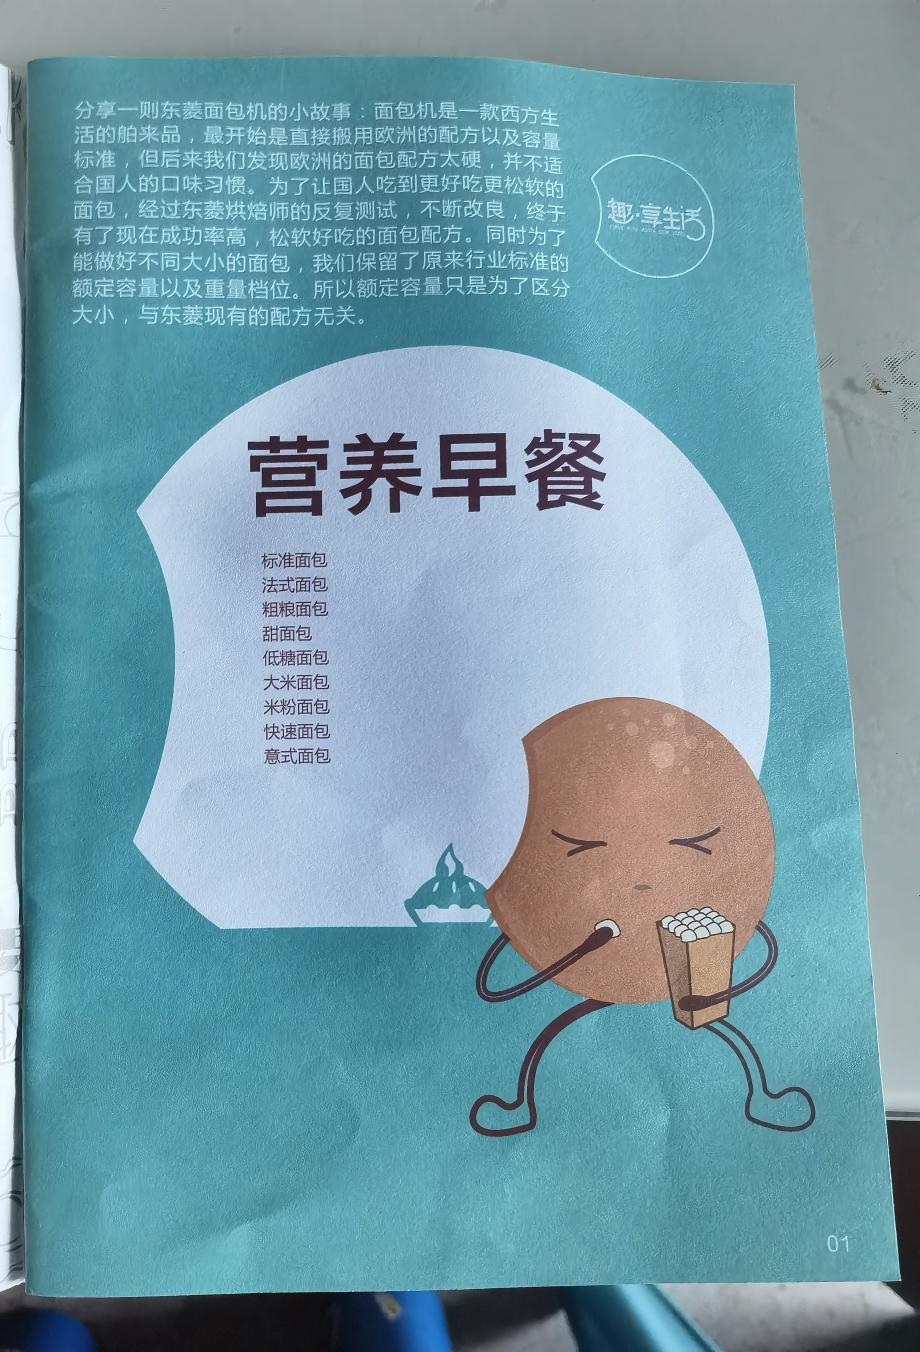 分享一则东菱面包机的小故事：面包机是一款西方生
活的舶来品，最开始是直接搬用欧洲的配方以及容量
标准，但后来我们发现欧洲的面包配方太硬，并不适
合国人的口味习惯。为了让国人吃到更好吃更松软的
面包，经过东菱烘焙师的反复测试，不断改良，终于
有了现在成功率高，松软好吃的面包配方。同时为了
能做好不同大小的面包，我们保留了原来行业标准的
额定容量以及重量档位。所以额定容量只是为了区分
大小，与东菱现有的配方无关。
趣·享生活
营养早餐
标准面包
法式面包
粗粮面包
甜面包
低糖面包
大米面包
米粉面包
快速面包
意式面包
01